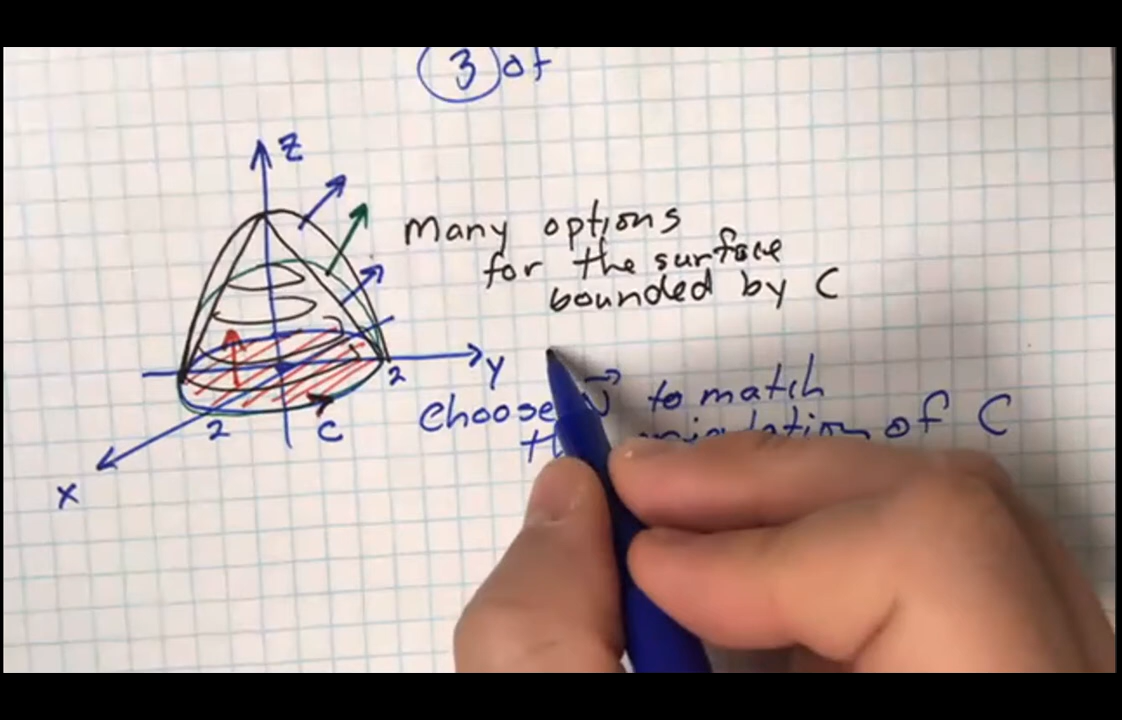 3 of
z
many options
for the surface
bounded by C
y
2
choose to match
of C
2
C
x